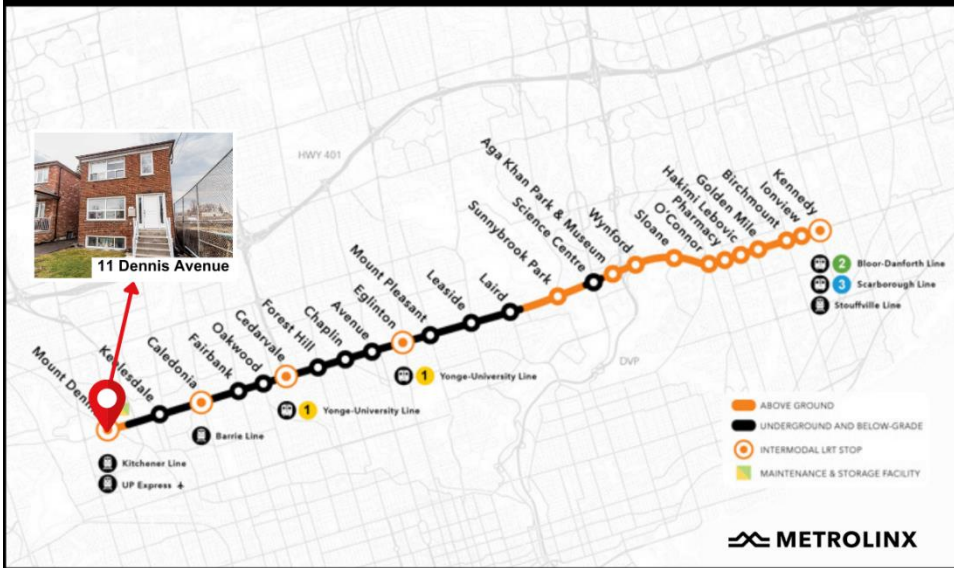 HWY 401
11 Dennis Avenue
Mount Dennis
Keelesdale
Caledonia
Fairbank
Oakwood
Cedarvale
Forest Hill
Chaplin
Avenue
Eglinton
Mount Pleasant
Leaside
Laird
Sunnybrook Park
Science Centre
Aga Khan Park & Museum
Wynford
Sloane
O'Connor
Pharmacy
Hakimi Lebovic
Golden Mile
Birchmount
Ionview
Kennedy
2 Bloor-Danforth Line
3 Scarborough Line
Stouffville Line
DVP
1 Yonge-University Line
1 Yonge-University Line
Barrie Line
Kitchener Line
UP Express
ABOVE GROUND
UNDERGROUND AND BELOW-GRADE
INTERMODAL LRT STOP
MAINTENANCE & STORAGE FACILITY
METROLINX